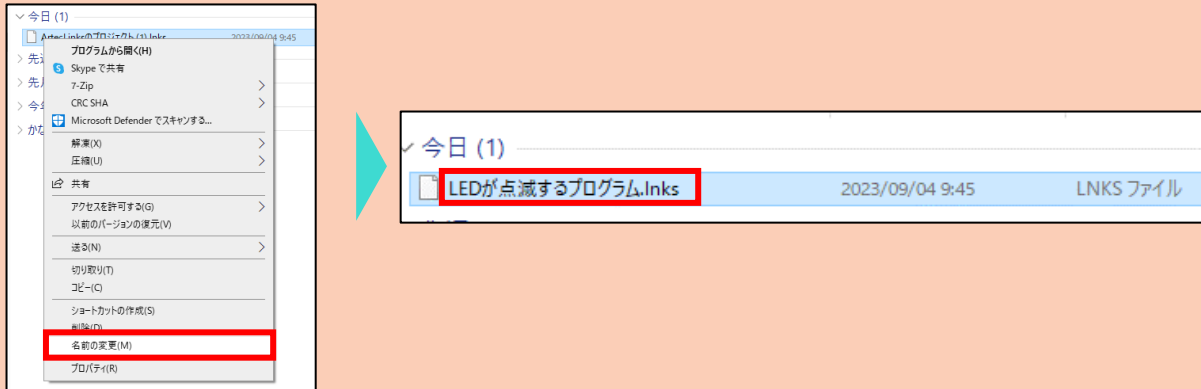 今日 (1)
ArtecLinksのプロジェクト (1).lnks 2023/09/04 9:45
プログラムから開く(H)
Skype で共有
7-Zip
CRC SHA
Microsoft Defender でスキャンする...
解凍(X)
圧縮(U)
共有
アクセスを許可する(G)
以前のバージョンの復元(V)
送る(N)
切り取り(T)
コピー(C)
ショートカットの作成(S)
削除(D)
名前の変更(M)
プロパティ(R)
今日 (1)
LEDが点滅するプログラム.lnks 2023/09/04 9:45 LNKS ファイル